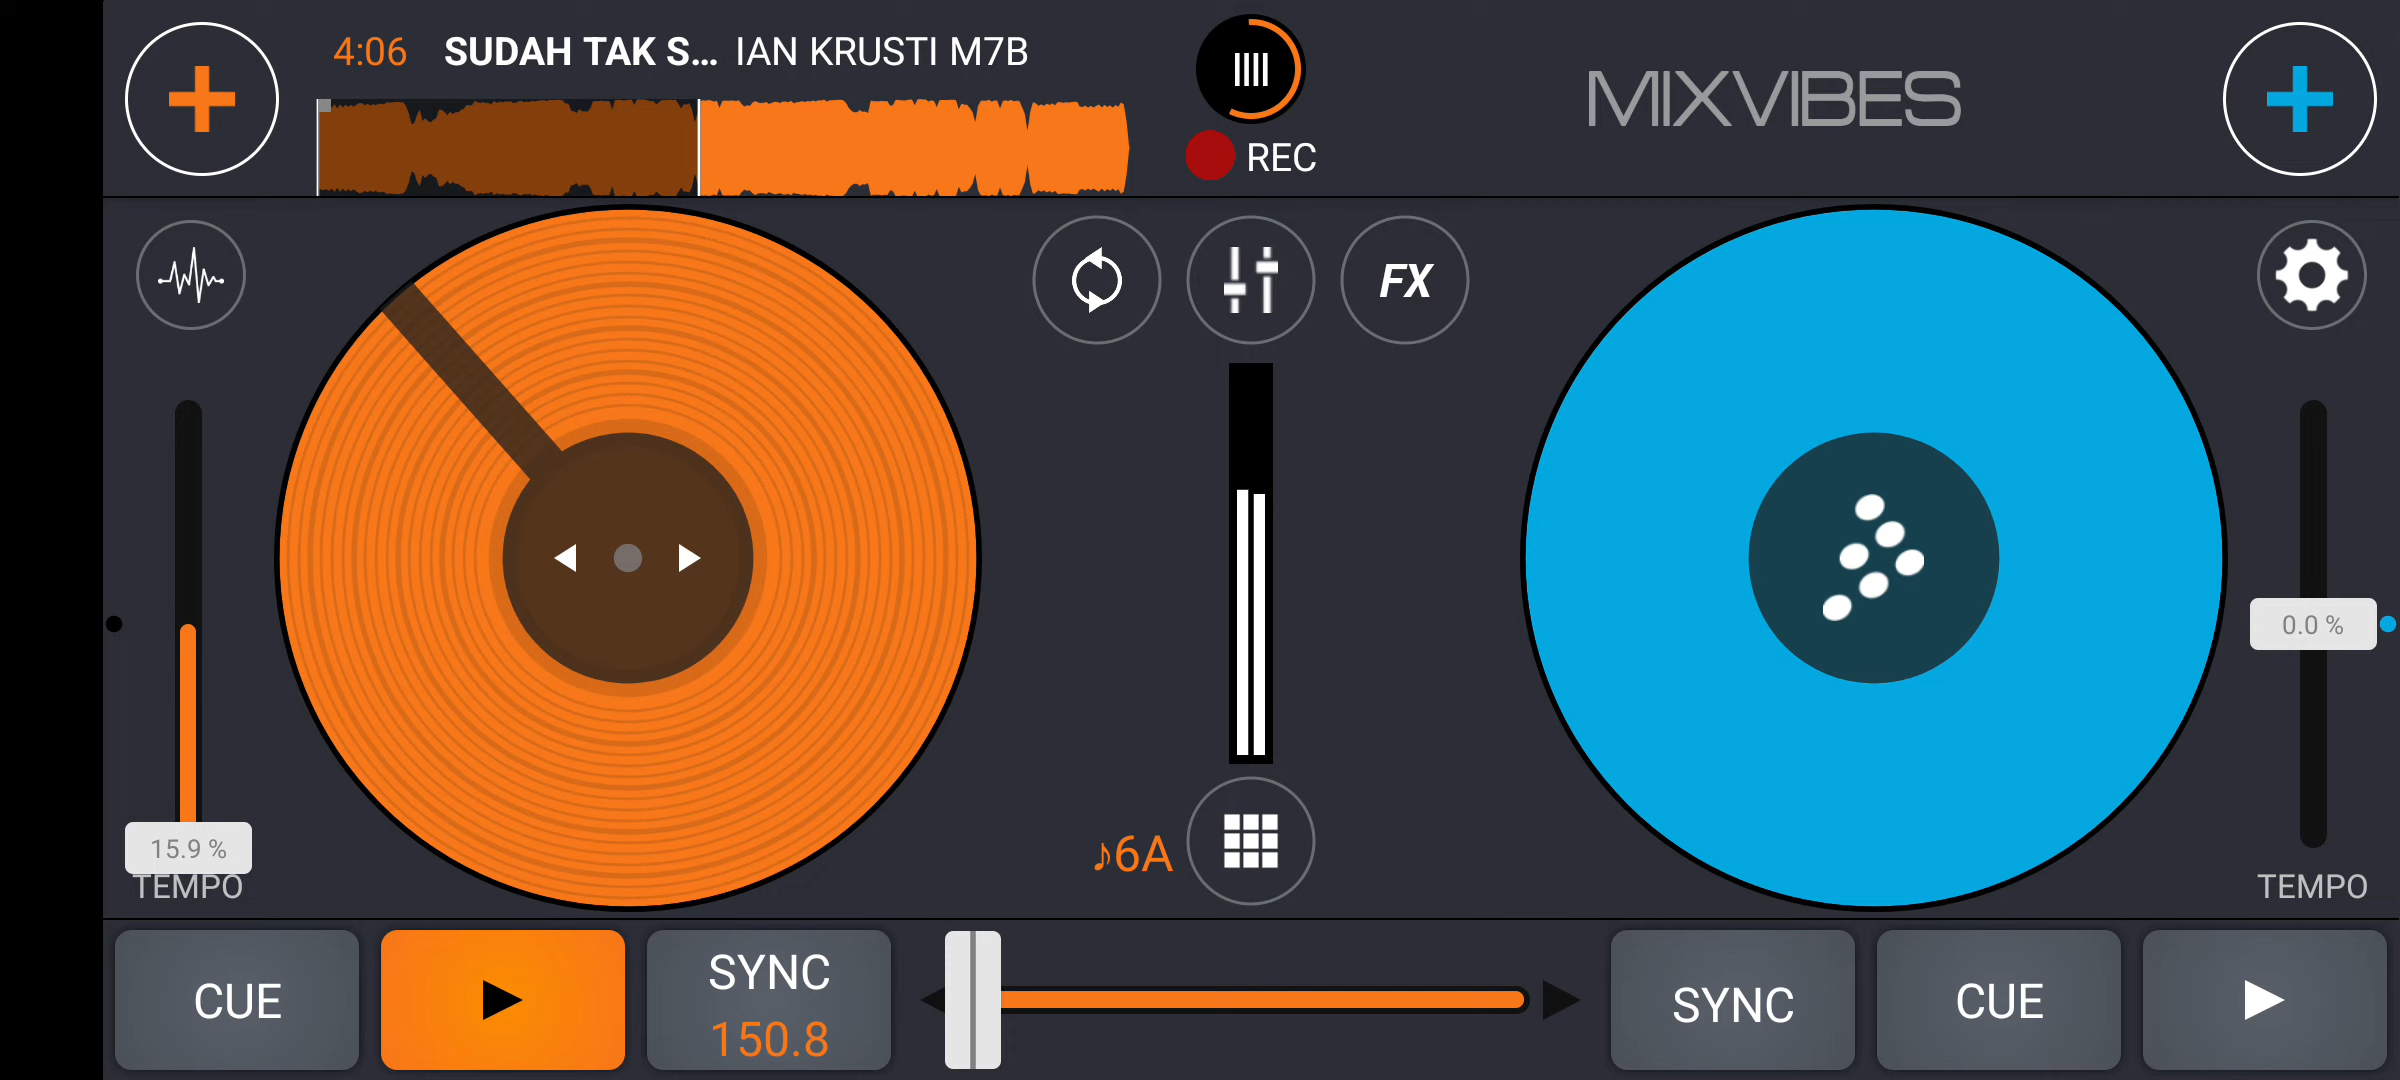 4:06 SUDAH TAK S... IAN KRUSTI M7B
REC
MIXVIBES
FX
15.9 %
TEMPO
♪6A
0.0 %
TEMPO
CUE
SYNC
150.8
SYNC
CUE